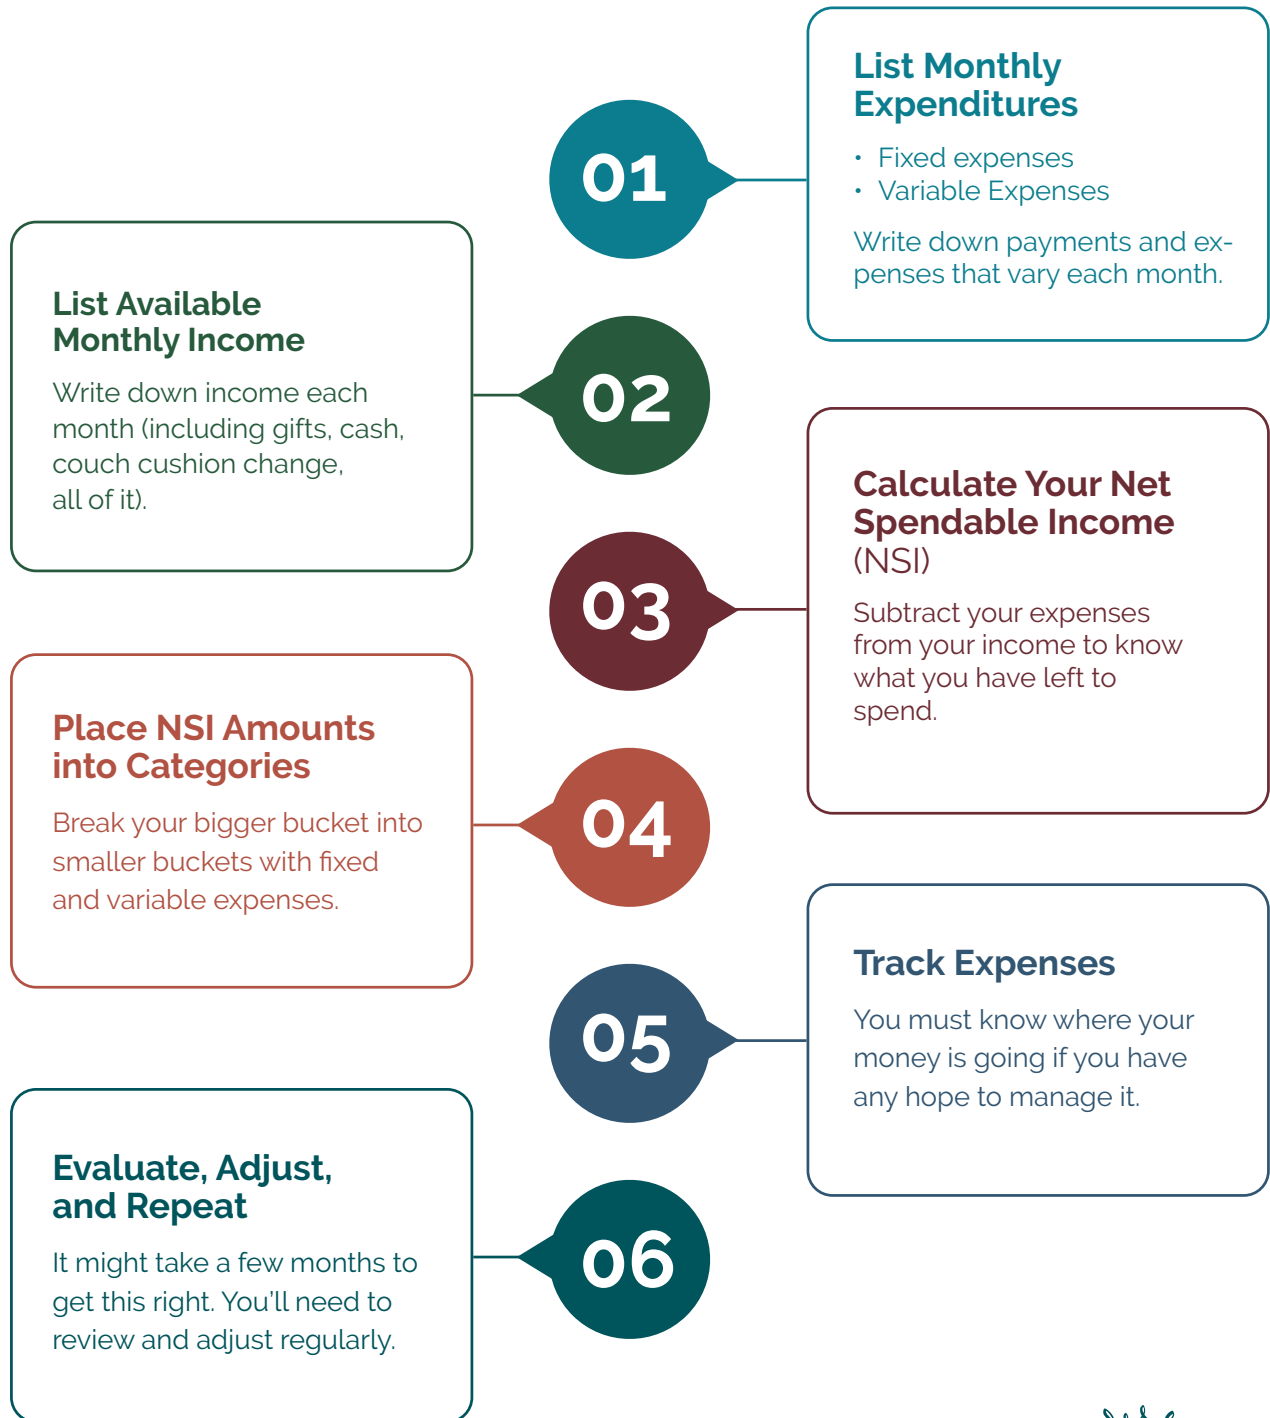 01
List Monthly
Expenditures
• Fixed expenses
• Variable Expenses
Write down payments and ex-
penses that vary each month.
02
List Available
Monthly Income
Write down income each
month (including gifts, cash,
couch cushion change,
all of it).
03
Calculate Your Net
Spendable Income
(NSI)
Subtract your expenses
from your income to know
what you have left to
spend.
04
Place NSI Amounts
into Categories
Break your bigger bucket into
smaller buckets with fixed
and variable expenses.
05
Track Expenses
You must know where your
money is going if you have
any hope to manage it.
06
Evaluate, Adjust,
and Repeat
It might take a few months to
get this right. You’ll need to
review and adjust regularly.